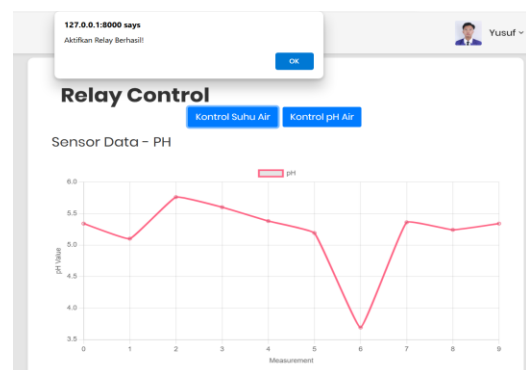 127.0.0.1:8000 says
Aktifkan Relay Berhasil!
OK
Yusuf
Relay Control
Kontrol Suhu Air
Kontrol pH Air
Sensor Data - PH
pH
6.0
5.5
5.0
4.5
4.0
3.5
pH Value
0 1 2 3 4 5 6 7 8 9
Measurement